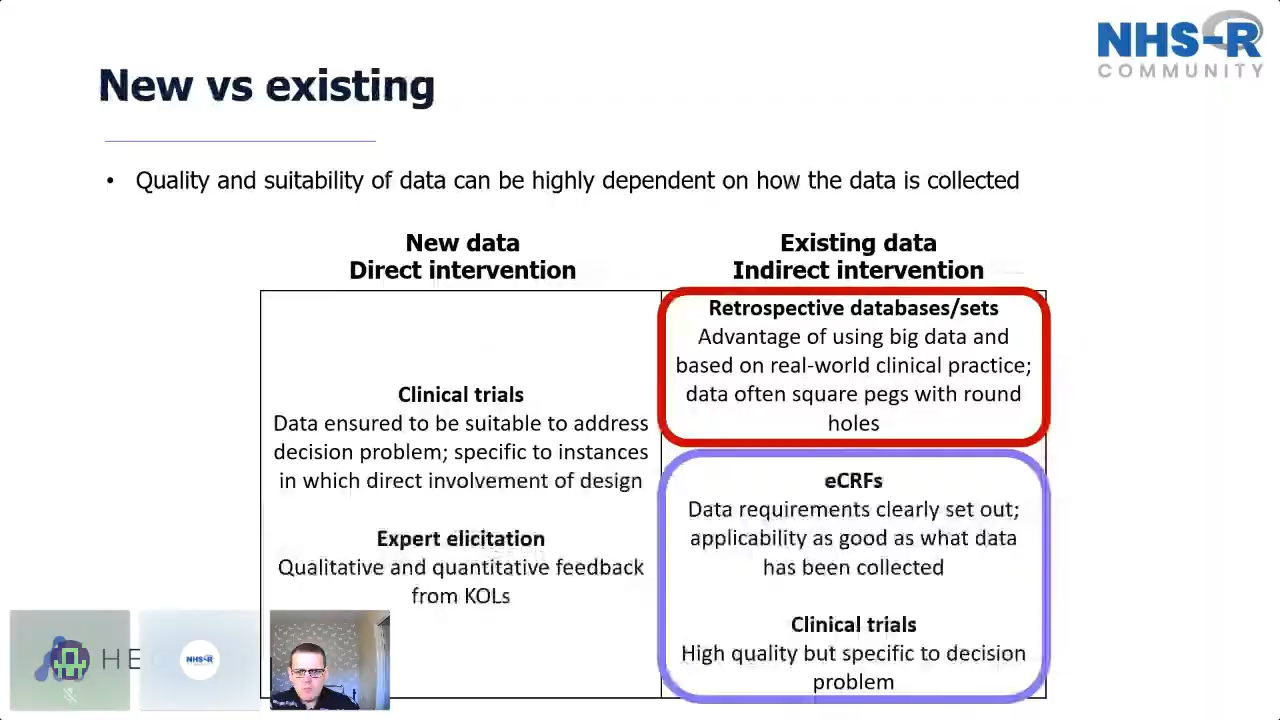 NHS-R
COMMUNITY
New vs existing
• Quality and suitability of data can be highly dependent on how the data is collected
New data
Direct intervention
Existing data
Indirect intervention
Clinical trials
Data ensured to be suitable to address
decision problem; specific to instances
in which direct involvement of design
Expert elicitation
Qualitative and quantitative feedback
from KOLs
Retrospective databases/sets
Advantage of using big data and
based on real-world clinical practice;
data often square pegs with round
holes
eCRFs
Data requirements clearly set out;
applicability as good as what data
has been collected
Clinical trials
High quality but specific to decision
problem
HE
NHS-R